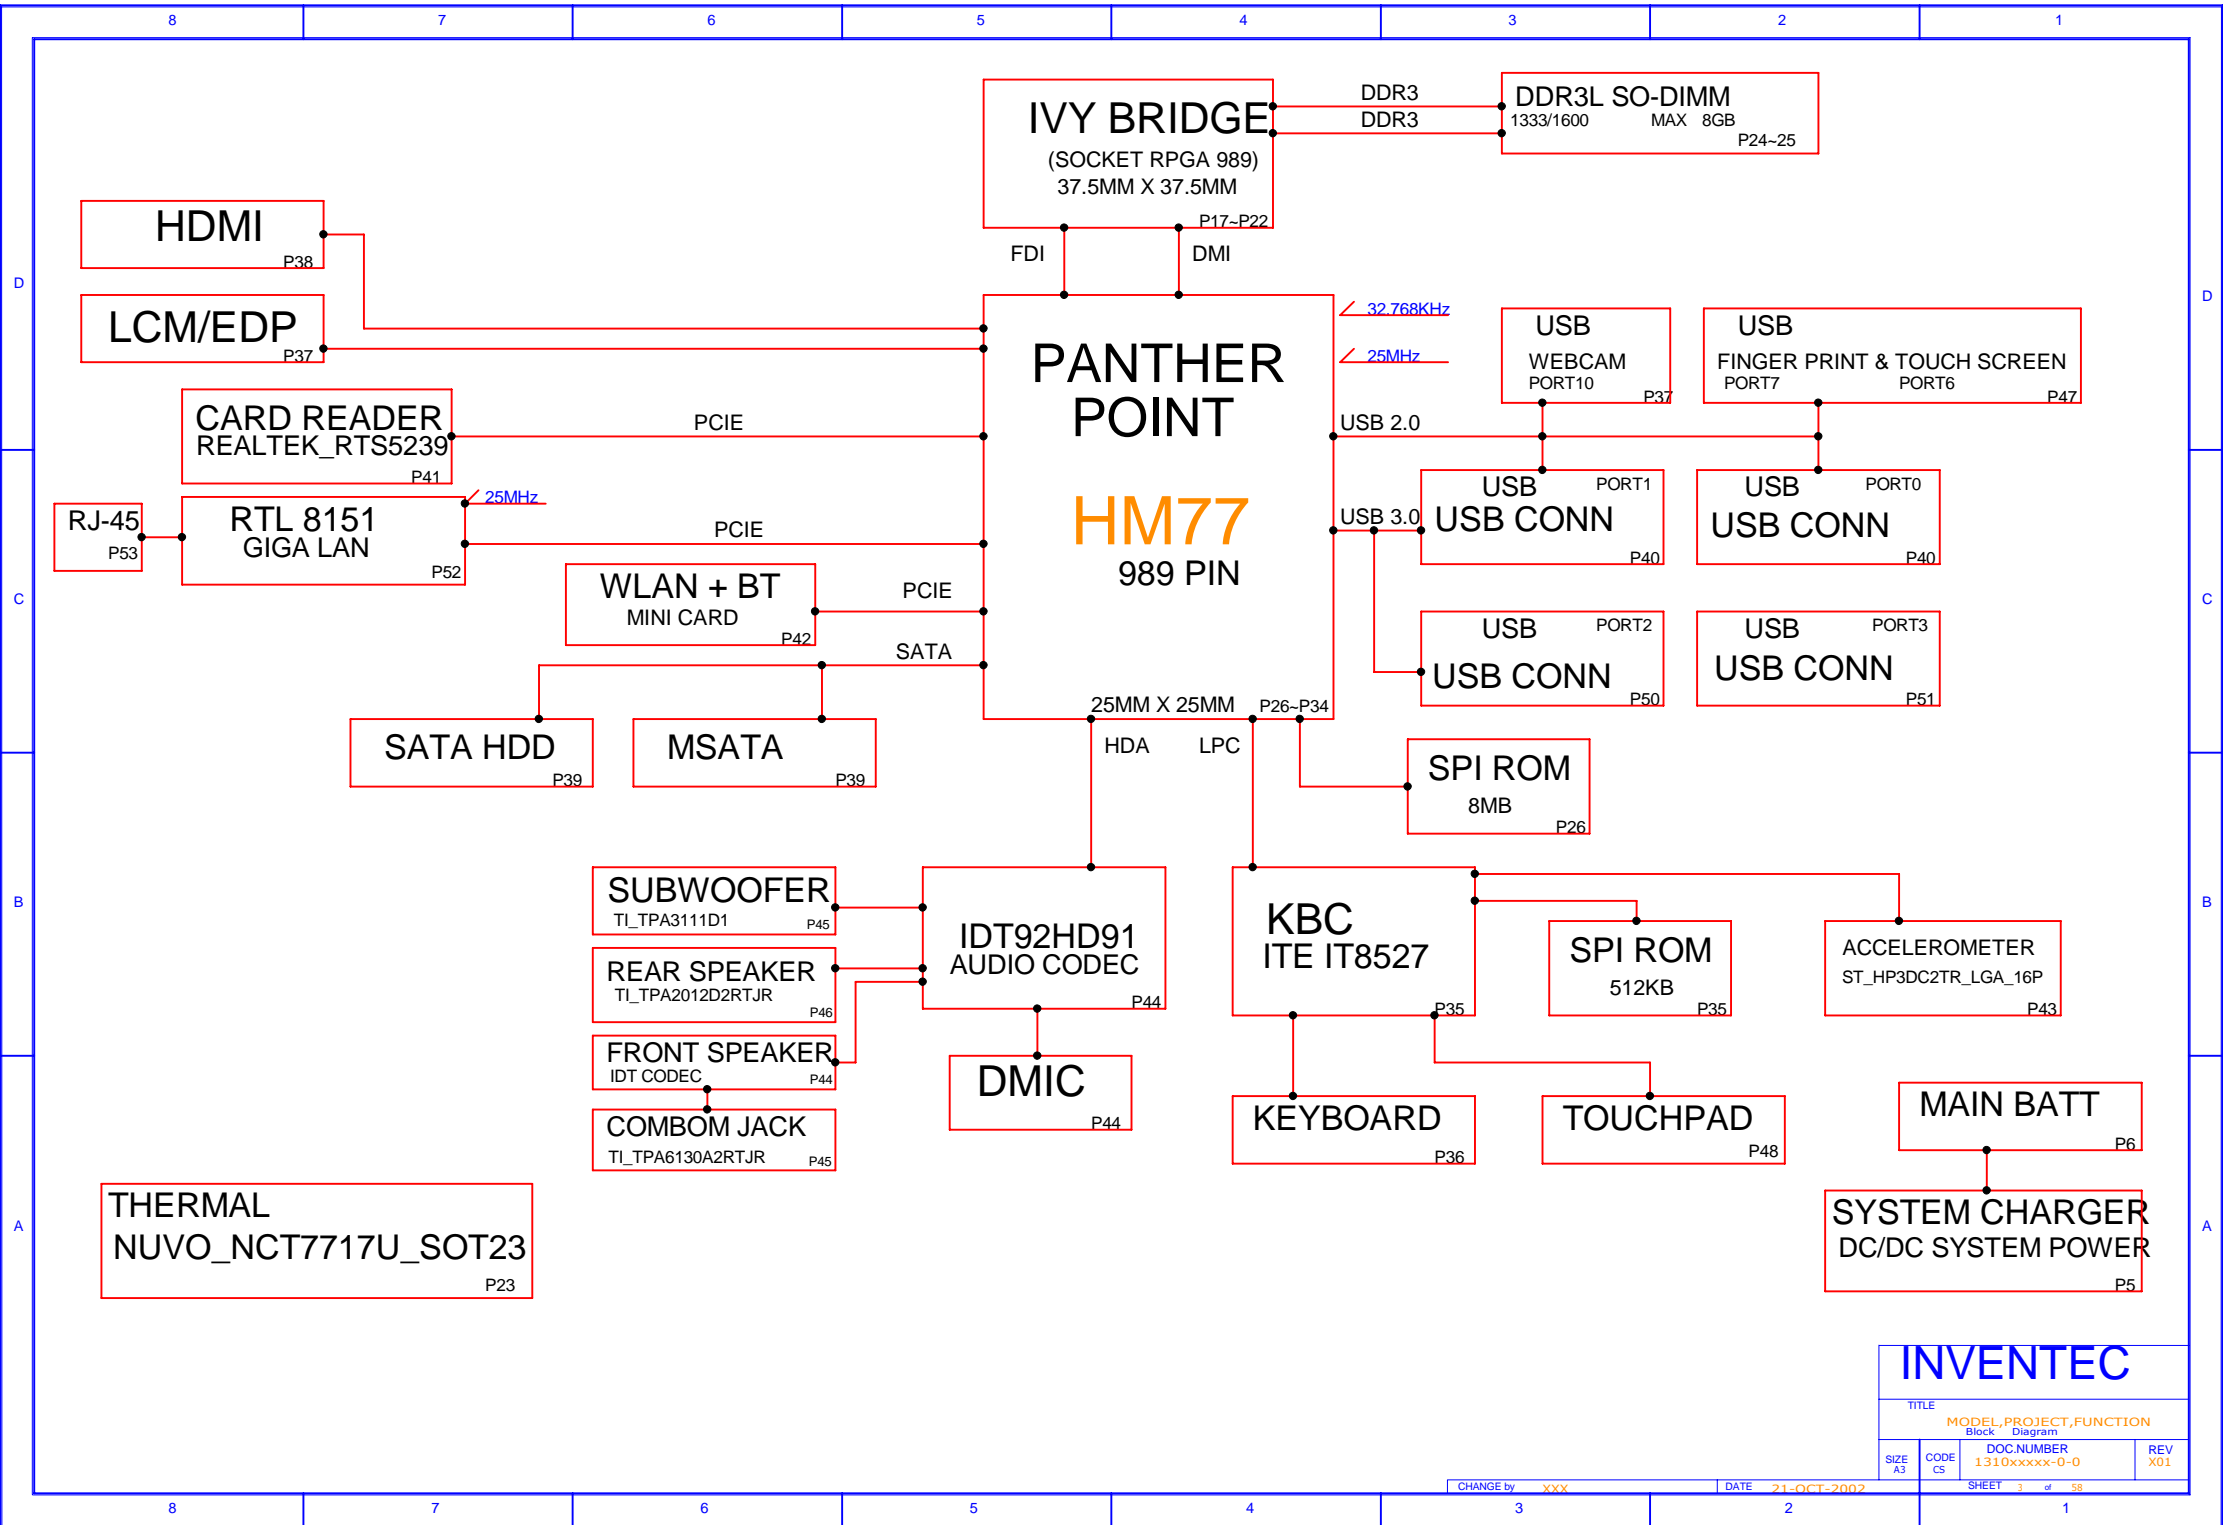 8 7 6 5 4 3 2 1
IVY BRIDGE
(SOCKET RPGA 989)
37.5MM X 37.5MM
P17~P22
DDR3
DDR3
DDR3L SO-DIMM
1333/1600 MAX 8GB
P24~25
FDI
DMI
HDMI
P38
LCM/EDP
P37
D
D
CARD READER
REALTEK_RTS5239
P41
PCIE
RJ-45
P53
RTL 8151
GIGA LAN
P52
25MHz
PCIE
WLAN + BT
MINI CARD
P42
PCIE
SATA
SATA HDD
P39
MSATA
P39
PANTHER
POINT
HM77
989 PIN
25MM X 25MM P26~P34
32.768KHz
25MHz
USB 2.0
USB 3.0
USB
WEBCAM
PORT10
P37
USB
FINGER PRINT & TOUCH SCREEN
PORT7 PORT6
P47
USB PORT1
USB CONN
P40
USB PORT0
USB CONN
P40
C
C
USB PORT2
USB CONN
P50
USB PORT3
USB CONN
P51
HDA
LPC
SPI ROM
8MB
P26
B
B
SUBWOOFER
TI_TPA3111D1 P45
REAR SPEAKER
TI_TPA2012D2RTJR
P46
FRONT SPEAKER
IDT CODEC P44
COMBOM JACK
TI_TPA6130A2RTJR P45
IDT92HD91
AUDIO CODEC
P44
DMIC
P44
KBC
ITE IT8527
P35
SPI ROM
512KB
P35
ACCELEROMETER
ST_HP3DC2TR_LGA_16P
P43
KEYBOARD
P36
TOUCHPAD
P48
MAIN BATT
P6
SYSTEM CHARGER
DC/DC SYSTEM POWER
P5
A
A
THERMAL
NUVO_NCT7717U_SOT23
P23
INVENTEC
TITLE
MODEL,PROJECT,FUNCTION
Block Diagram
SIZE
A3
CODE
CS
DOC.NUMBER
1310xxxxx-0-0
REV
X01
CHANGE by XXX
DATE 21-OCT-2002
SHEET 3 of 58
8 7 6 5 4 3 2 1